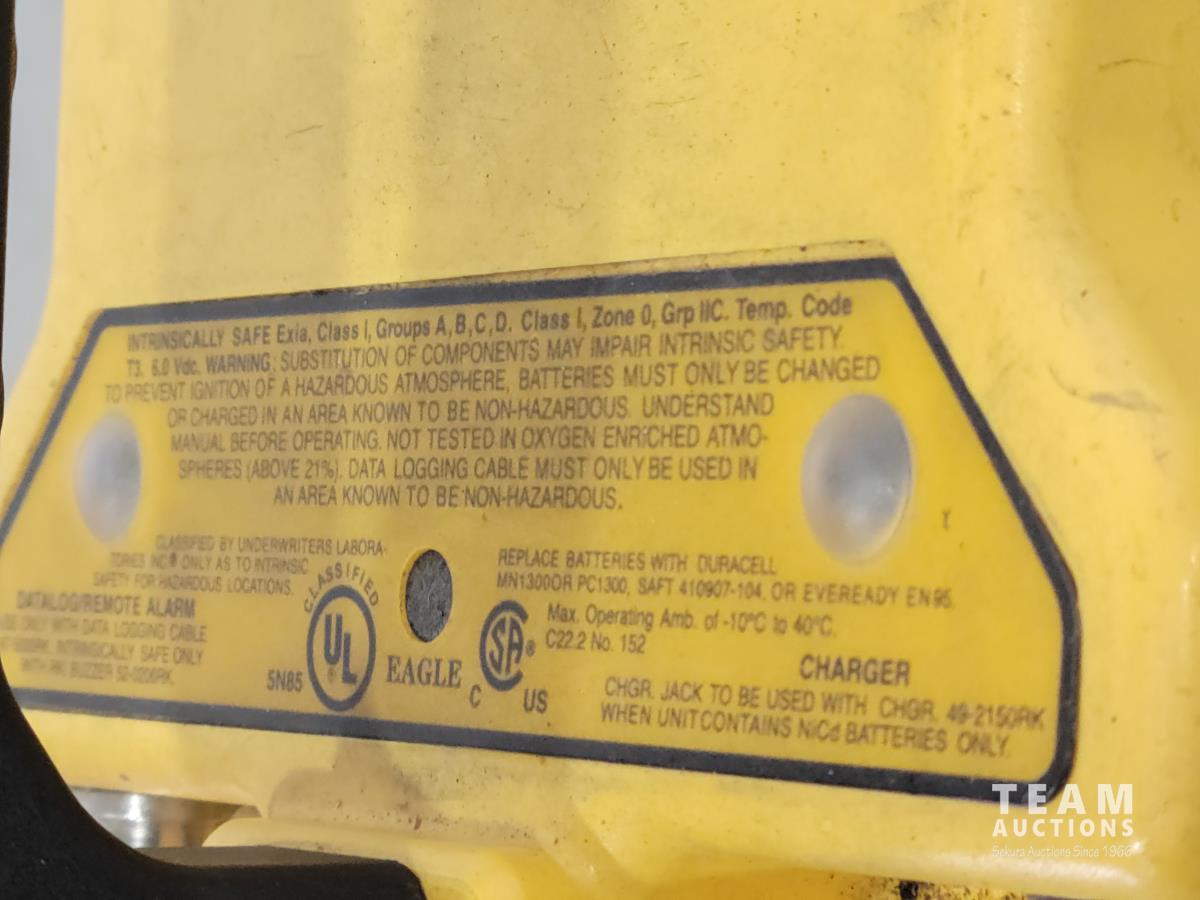 INTRINSICALLY SAFE Exia, Class I, Groups A,B,C,D. Class I, Zone 0, Grp IIC. Temp. Code
T3. 6.0 Vdc. WARNING: SUBSTITUTION OF COMPONENTS MAY IMPAIR INTRINSIC SAFETY.
TO PREVENT IGNITION OF A HAZARDOUS ATMOSPHERE, BATTERIES MUST ONLY BE CHANGED
OR CHARGED IN AN AREA KNOWN TO BE NON-HAZARDOUS. UNDERSTAND
MANUAL BEFORE OPERATING. NOT TESTED IN OXYGEN ENRICHED ATMO-
SPHERES (ABOVE 21%). DATA LOGGING CABLE MUST ONLY BE USED IN
AN AREA KNOWN TO BE NON-HAZARDOUS.
CLASSIFIED BY UNDERWRITERS LABORA-
TORIES INC.® ONLY AS TO INTRINSIC
SAFETY FOR HAZARDOUS LOCATIONS.
DATALOG/REMOTE ALARM
USE ONLY WITH DATA LOGGING CABLE
INTRINSICALLY SAFE ONLY
WITH RKI BUZZER 52-0206RK.
5N85
CLASSIFIED
UL ®
EAGLE
REPLACE BATTERIES WITH DURACELL
MN1300OR PC1300, SAFT 410907-104, OR EVEREADY EN95.
Max. Operating Amb. of -10°C to 40°C.
C22.2 No. 152
SA ®
C US
CHARGER
CHGR. JACK TO BE USED WITH CHGR. 49-2150RK
WHEN UNIT CONTAINS NiCd BATTERIES ONLY.
TEAM
AUCTIONS
Sekura Auctions Since 1966